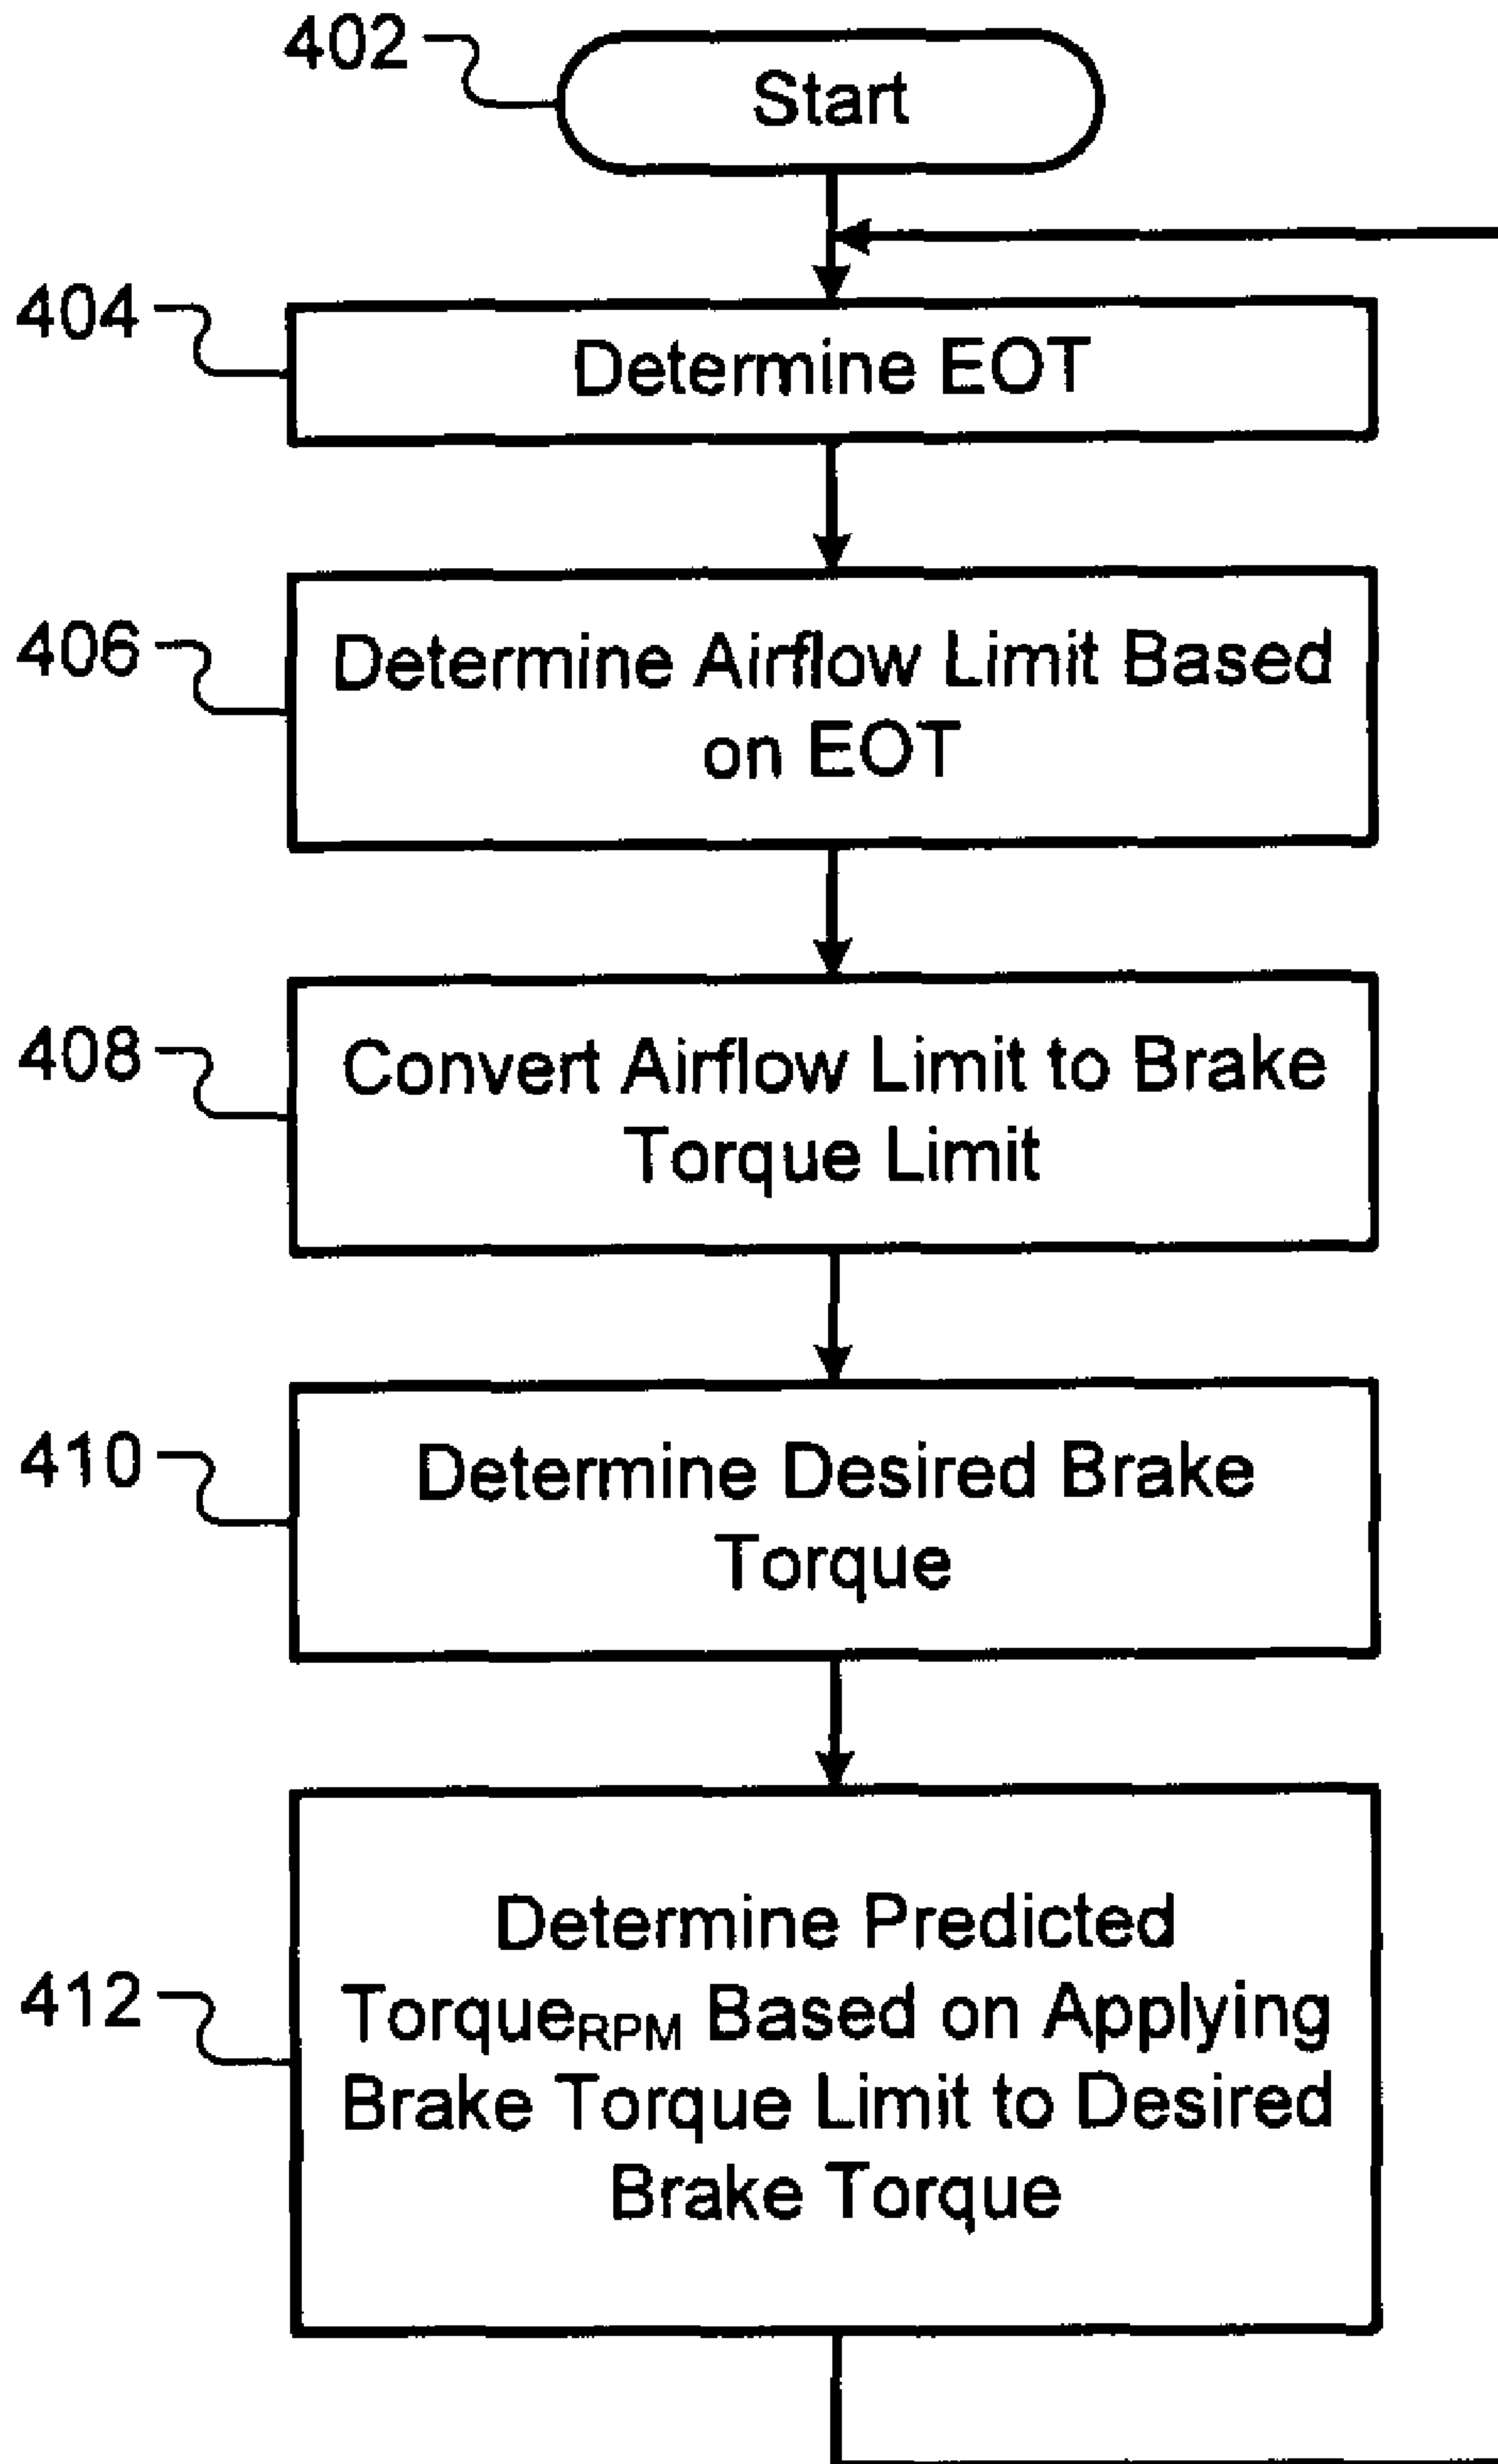 402
Start
404
Determine EOT
406
Determine Airflow Limit Based
on EOT
408
Convert Airflow Limit to Brake
Torque Limit
410
Determine Desired Brake
Torque
412
Determine Predicted
TorqueRPM Based on Applying
Brake Torque Limit to Desired
Brake Torque